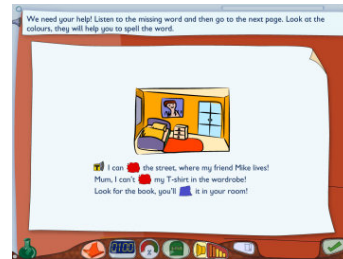 We need your help! Listen to the missing word and then go to the next page. Look at the
colours, they will help you to spell the word.
I can the street, where my friend Mike lives!
Mum, I can't my T-shirt in the wardrobe!
Look for the book, you'll it in your room!
0100